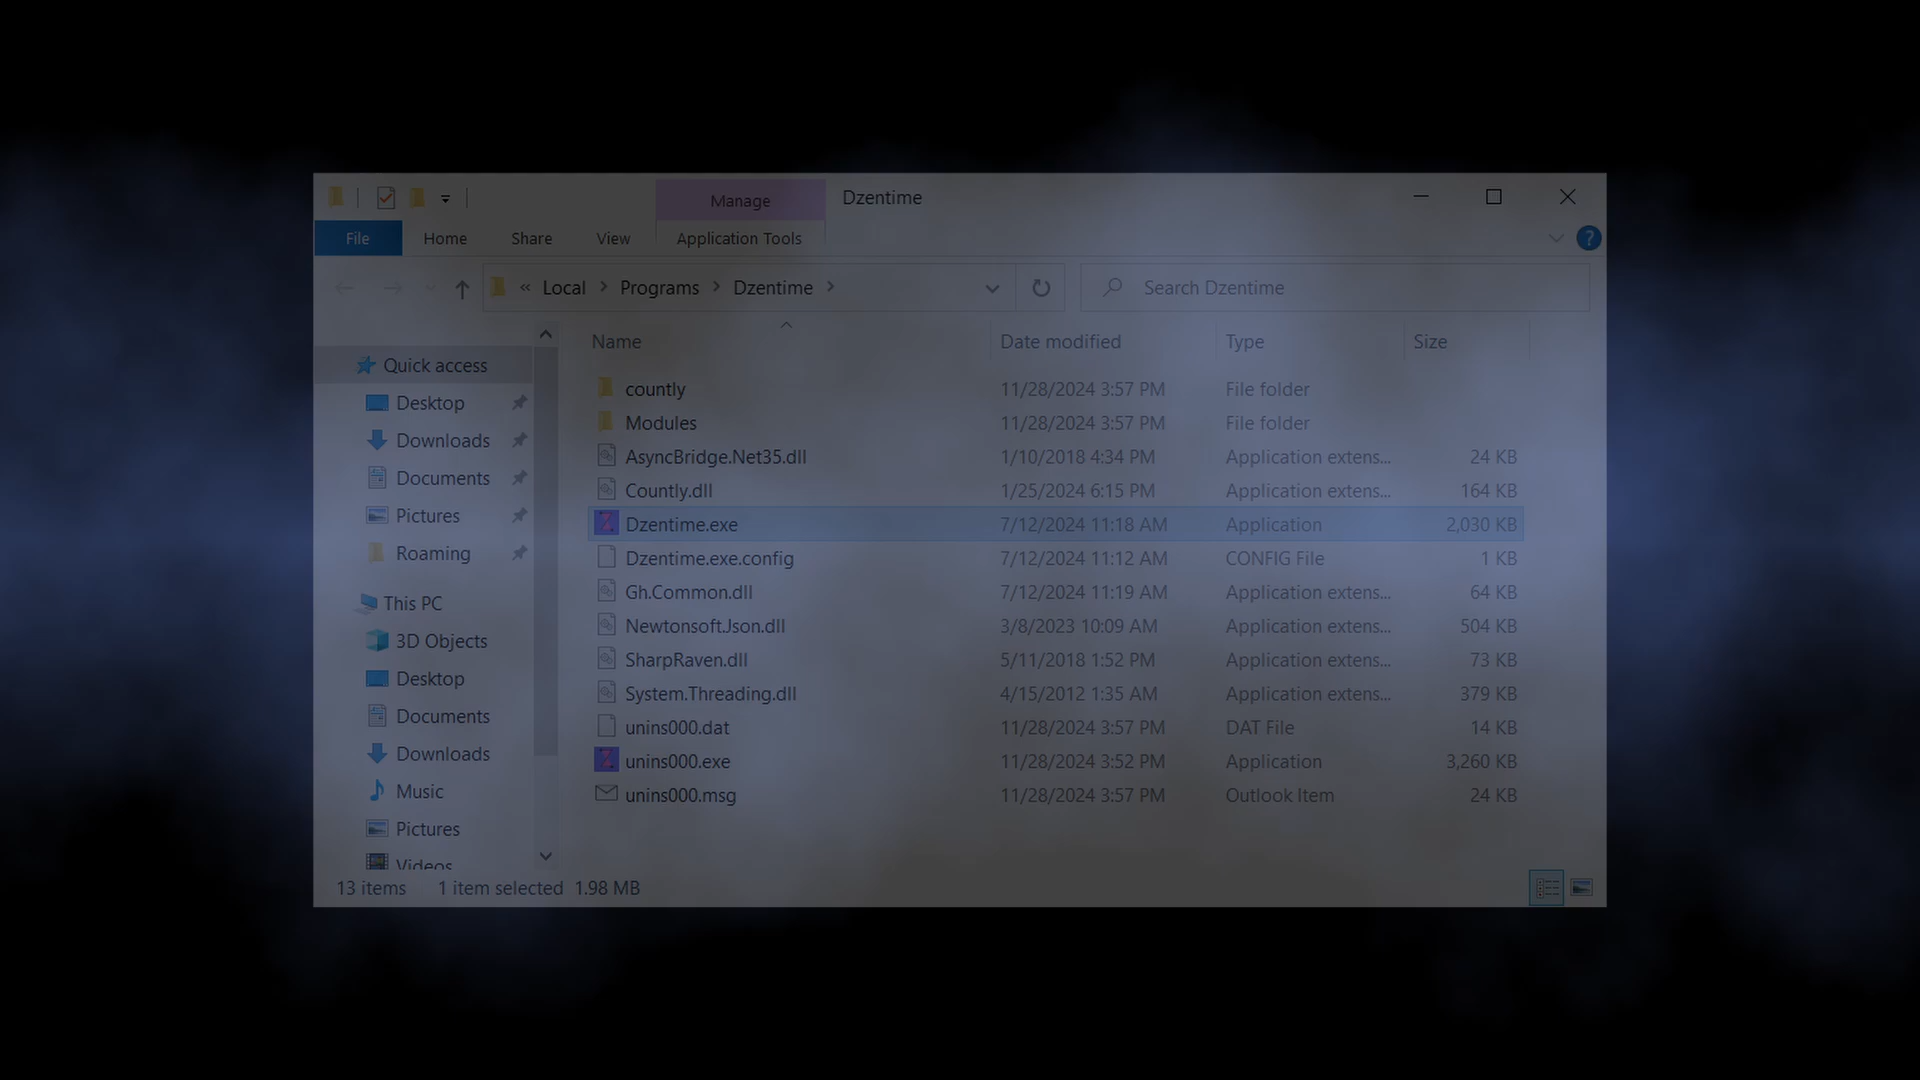 Manage Dzentime
File Home Share View Application Tools ?
« Local > Programs > Dzentime > Search Dzentime
Name Date modified Type Size
Quick access
Desktop
Downloads
Documents
Pictures
Roaming
This PC
3D Objects
Desktop
Documents
Downloads
Music
Pictures
Videos
countly 11/28/2024 3:57 PM File folder
Modules 11/28/2024 3:57 PM File folder
AsyncBridge.Net35.dll 1/10/2018 4:34 PM Application extens... 24 KB
Countly.dll 1/25/2024 6:15 PM Application extens... 164 KB
Dzentime.exe 7/12/2024 11:18 AM Application 2,030 KB
Dzentime.exe.config 7/12/2024 11:12 AM CONFIG File 1 KB
Gh.Common.dll 7/12/2024 11:19 AM Application extens... 64 KB
Newtonsoft.Json.dll 3/8/2023 10:09 AM Application extens... 504 KB
SharpRaven.dll 5/11/2018 1:52 PM Application extens... 73 KB
System.Threading.dll 4/15/2012 1:35 AM Application extens... 379 KB
unins000.dat 11/28/2024 3:57 PM DAT File 14 KB
unins000.exe 11/28/2024 3:52 PM Application 3,260 KB
unins000.msg 11/28/2024 3:57 PM Outlook Item 24 KB
13 items 1 item selected 1.98 MB